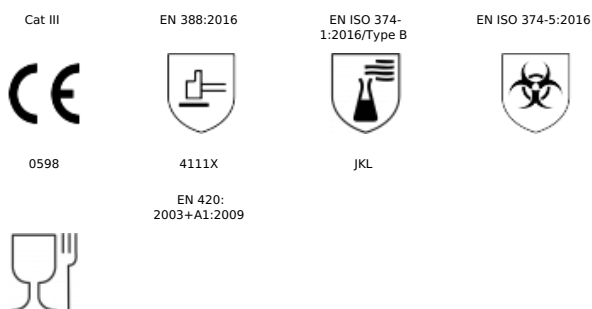 Cat III
EN 388:2016
EN ISO 374-
1:2016/Type B
EN ISO 374-5:2016
CE
0598
4111X
JKL
EN 420:
2003+A1:2009